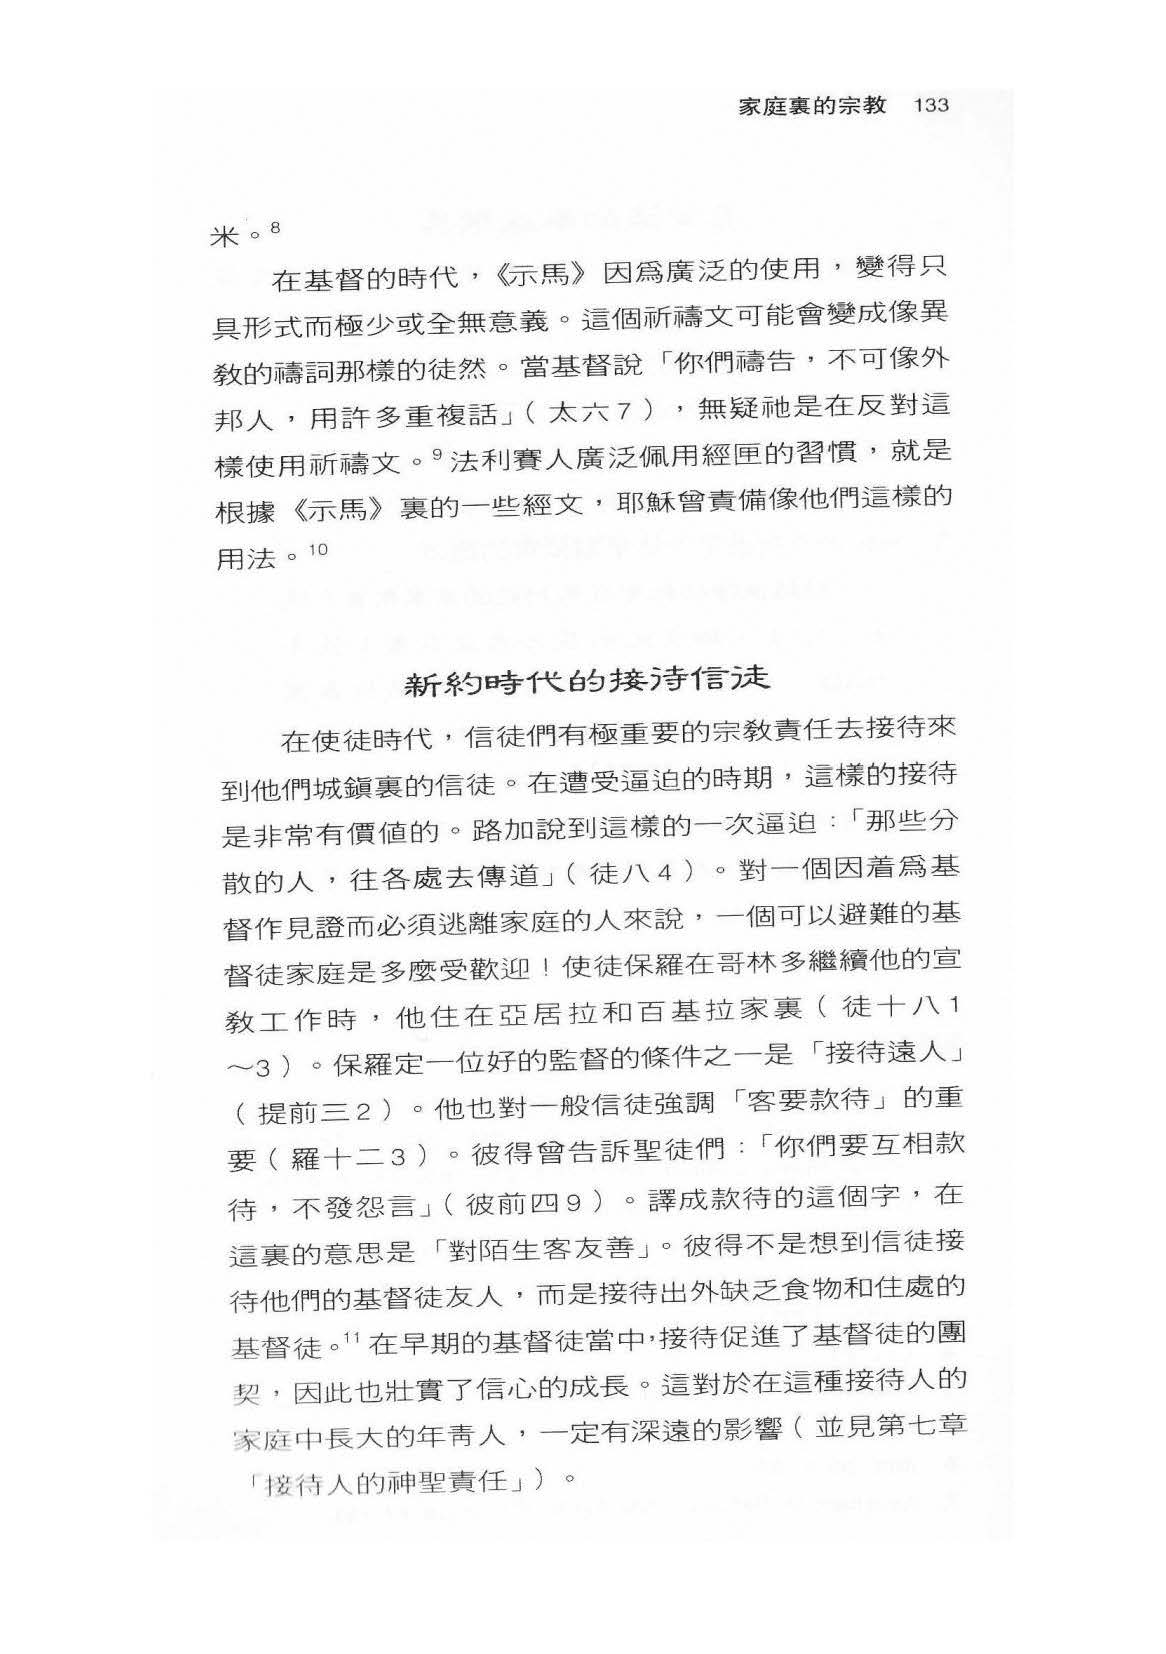 家庭裏的宗教 133
米。8
在基督的時代，《示馬》因爲廣泛的使用，變得只
具形式而極少或全無意義。這個祈禱文可能會變成像異
教的禱詞那樣的徒然。當基督說「你們禱告，不可像外
邦人，用許多重複話」（太六7），無疑祂是在反對這
樣使用祈禱文。9法利賽人廣泛佩用經匣的習慣，就是
根據《示馬》裏的一些經文，耶穌曾責備像他們這樣的
用法。10
新約時代的接待信徒
在使徒時代，信徒們有極重要的宗教責任去接待來
到他們城鎮裏的信徒。在遭受逼迫的時期，這樣的接待
是非常有價値的。路加說到這樣的一次逼迫：「那些分
散的人，往各處去傳道」（徒八4）。對一個因着爲基
督作見證而必須逃離家庭的人來說，一個可以避難的基
督徒家庭是多麼受歡迎！使徒保羅在哥林多繼續他的宣
教工作時，他住在亞居拉和百基拉家裏（徒十八1
～3）。保羅定一位好的監督的條件之一是「接待遠人」
（提前三2）。他也對一般信徒強調「客要款待」的重
要（羅十二3）。彼得曾告訴聖徒們：「你們要互相款
待，不發怨言」（彼前四9）。譯成款待的這個字，在
這裏的意思是「對陌生客友善」。彼得不是想到信徒接
待他們的基督徒友人，而是接待出外缺乏食物和住處的
基督徒。11在早期的基督徒當中，接待促進了基督徒的團
契，因此也壯實了信心的成長。這對於在這種接待人的
家庭中長大的年靑人，一定有深遠的影響（並見第七章
「接待人的神聖責任」）。